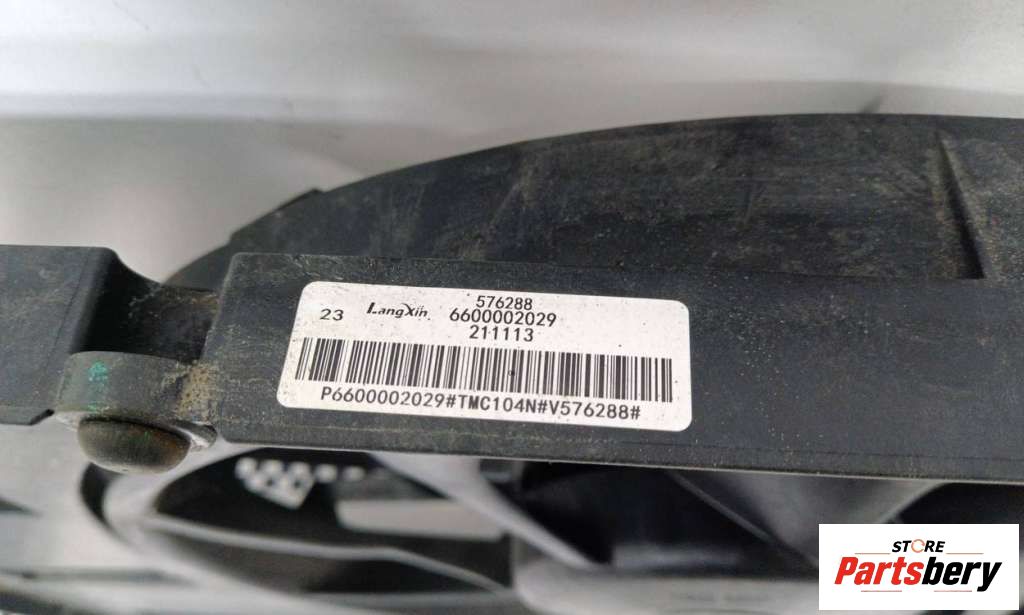 576288
23 LangXin 6600002029
211113
P6600002029#TMC104N#V576288#
STORE
Partsbery